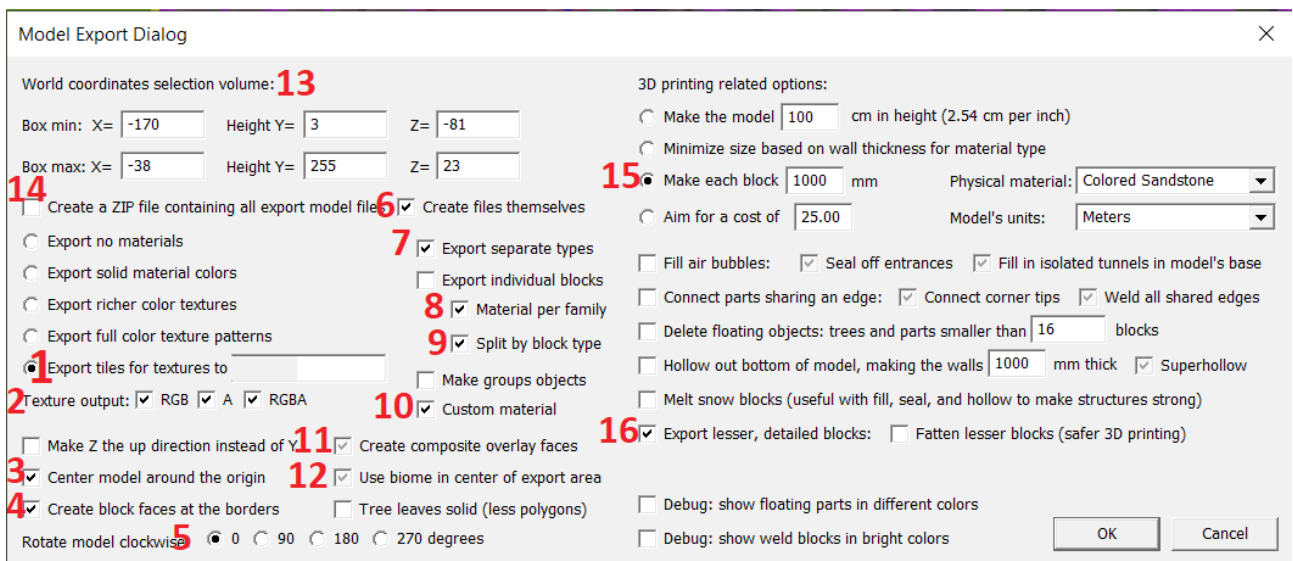 Model Export Dialog
World coordinates selection volume: 13
Box min: X= -170 Height Y= 3 Z= -81
Box max: X= -38 Height Y= 255 Z= 23
14
Create a ZIP file containing all export model files 6 Create files themselves
Export no materials
7 Export separate types
Export solid material colors
Export individual blocks
Export richer color textures
8 Material per family
Export full color texture patterns
9 Split by block type
1 Export tiles for textures to
Make groups objects
2 Texture output: RGB A RGBA
10 Custom material
Make Z the up direction instead of Y 11 Create composite overlay faces
3 Center model around the origin 12 Use biome in center of export area
4 Create block faces at the borders Tree leaves solid (less polygons)
Rotate model clockwise 5 0 90 180 270 degrees
3D printing related options:
Make the model 100 cm in height (2.54 cm per inch)
Minimize size based on wall thickness for material type
15 Make each block 1000 mm Physical material: Colored Sandstone
Aim for a cost of 25.00 Model's units: Meters
Fill air bubbles: Seal off entrances Fill in isolated tunnels in model's base
Connect parts sharing an edge: Connect corner tips Weld all shared edges
Delete floating objects: trees and parts smaller than 16 blocks
Hollow out bottom of model, making the walls 1000 mm thick Superhollow
Melt snow blocks (useful with fill, seal, and hollow to make structures strong)
16 Export lesser, detailed blocks: Fatten lesser blocks (safer 3D printing)
Debug: show floating parts in different colors
Debug: show weld blocks in bright colors
OK Cancel